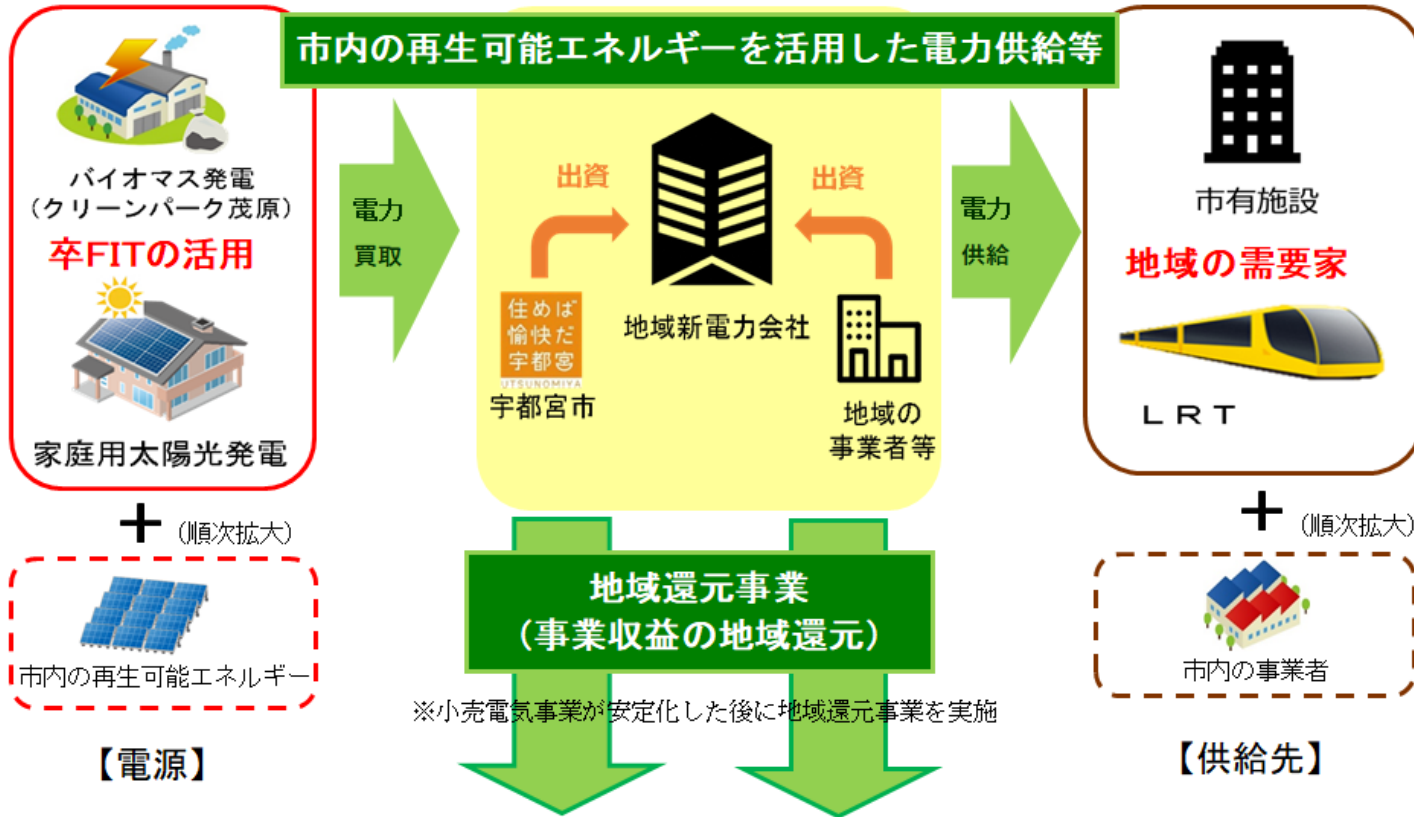 市内の再生可能エネルギーを活用した電力供給等
バイオマス発電
（クリーンパーク茂原）
卒FITの活用
家庭用太陽光発電
＋
（順次拡大）
市内の再生可能エネルギー
【電源】
電力
買取
出資
出資
地域新電力会社
住めば
愉快だ
宇都宮
UTSUNOMIYA
宇都宮市
地域の
事業者等
電力
供給
市有施設
地域の需要家
ＬＲＴ
＋
（順次拡大）
市内の事業者
【供給先】
地域還元事業
（事業収益の地域還元）
※小売電気事業が安定化した後に地域還元事業を実施